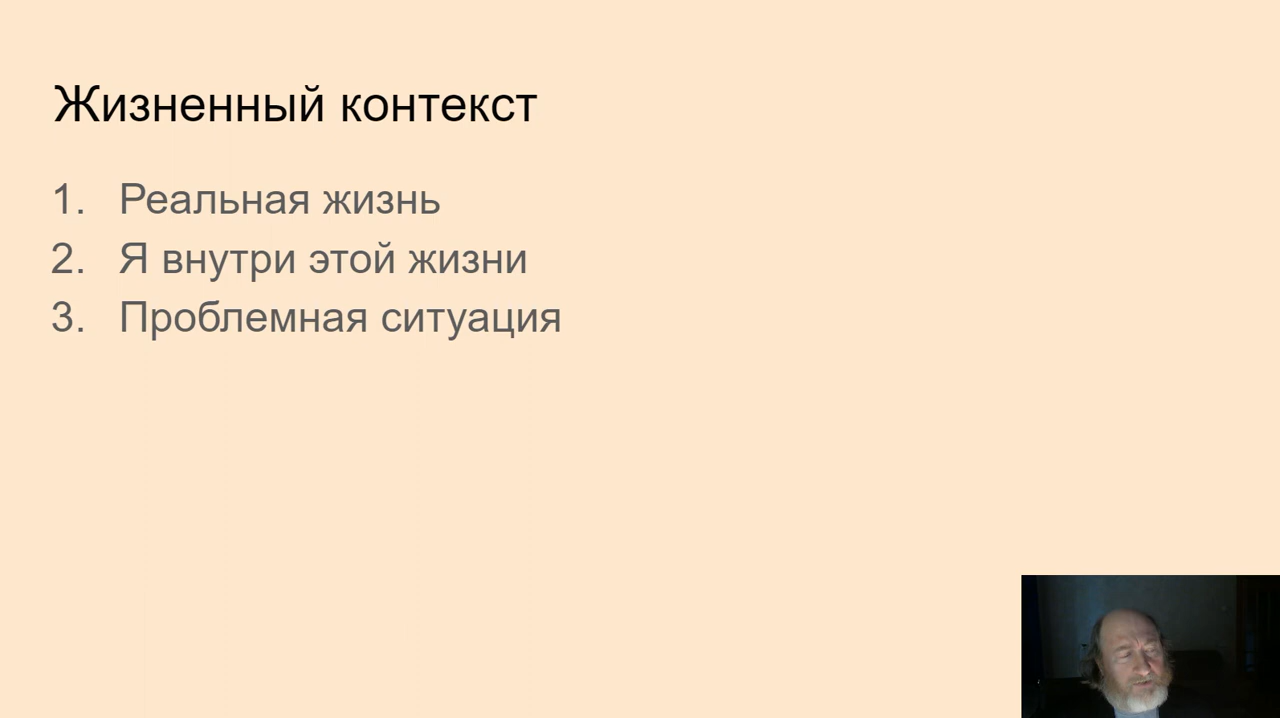 Жизненный контекст
1. Реальная жизнь
2. Я внутри этой жизни
3. Проблемная ситуация